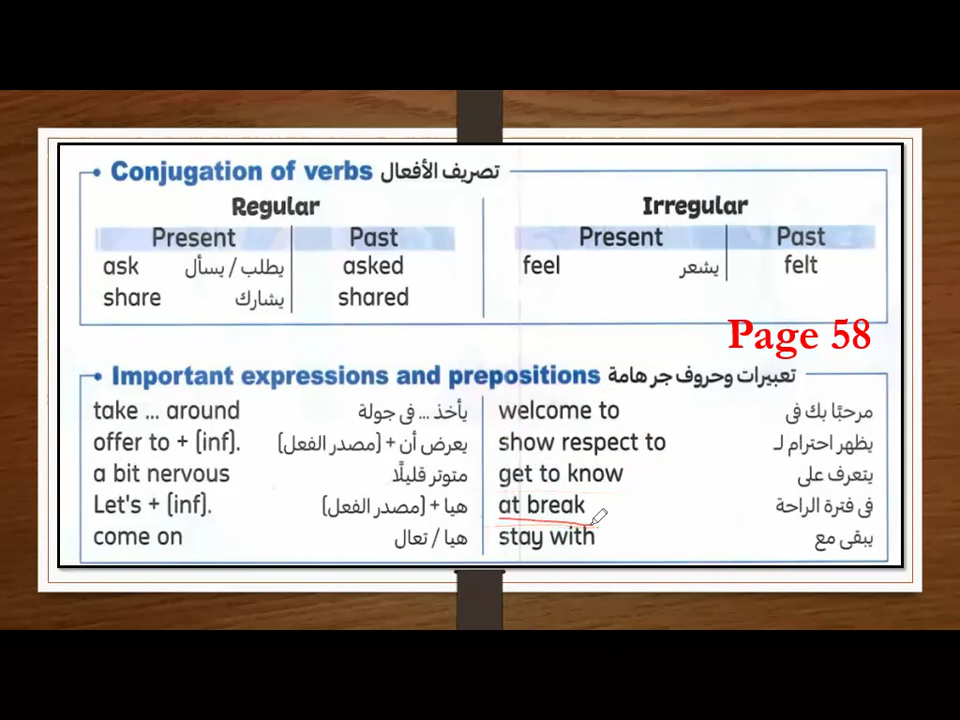 Conjugation of verbs تصريف الأفعال
Regular
Present Past
ask يطلب / يسأل asked
share يشارك shared
Irregular
Present Past
feel يشعر felt
Page 58
Important expressions and prepositions تعبيرات وحروف جر هامة
take ... around يأخذ ... فى جولة
offer to + (inf). يعرض أن + (مصدر الفعل)
a bit nervous متوتر قليلًا
Let's + (inf). هيا + (مصدر الفعل)
come on هيا / تعال
welcome to مرحبًا بك فى
show respect to يظهر احترام لـ
get to know يتعرف على
at break فى فترة الراحة
stay with يبقى مع